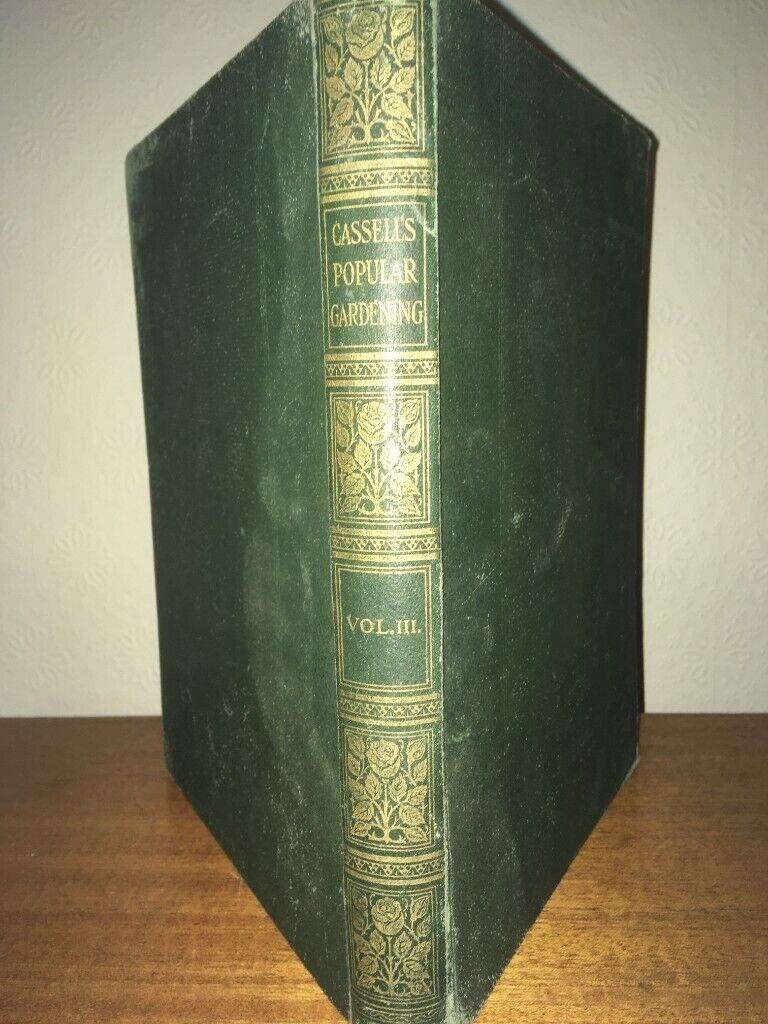 CASSELL'S
POPULAR
GARDENING
VOL.III.